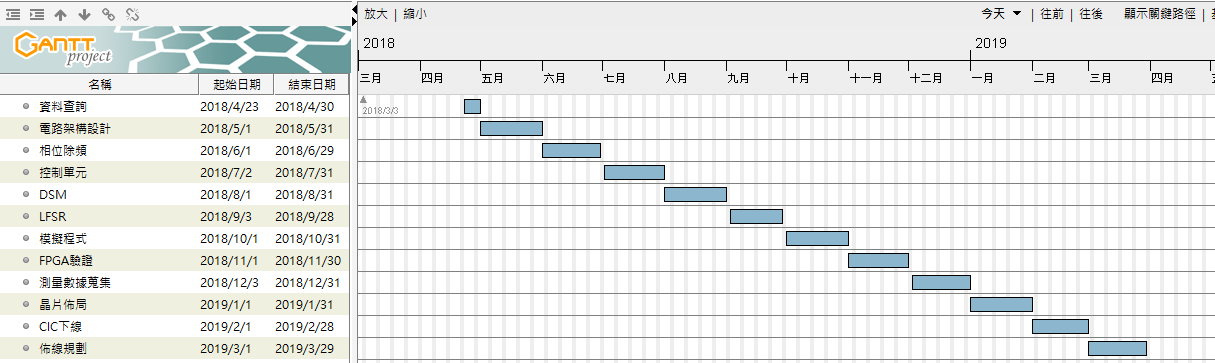 放大 | 縮小 今天 | 往前 | 往後 顯示關鍵路徑 |
GANTT project
2018 2019
三月 四月 五月 六月 七月 八月 九月 十月 十一月 十二月 一月 二月 三月 四月
名稱 起始日期 結束日期
2018/3/3
資料查詢 2018/4/23 2018/4/30
電路架構設計 2018/5/1 2018/5/31
相位除頻 2018/6/1 2018/6/29
控制單元 2018/7/2 2018/7/31
DSM 2018/8/1 2018/8/31
LFSR 2018/9/3 2018/9/28
模擬程式 2018/10/1 2018/10/31
FPGA驗證 2018/11/1 2018/11/30
測量數據蒐集 2018/12/3 2018/12/31
晶片佈局 2019/1/1 2019/1/31
CIC下線 2019/2/1 2019/2/28
佈線規劃 2019/3/1 2019/3/29